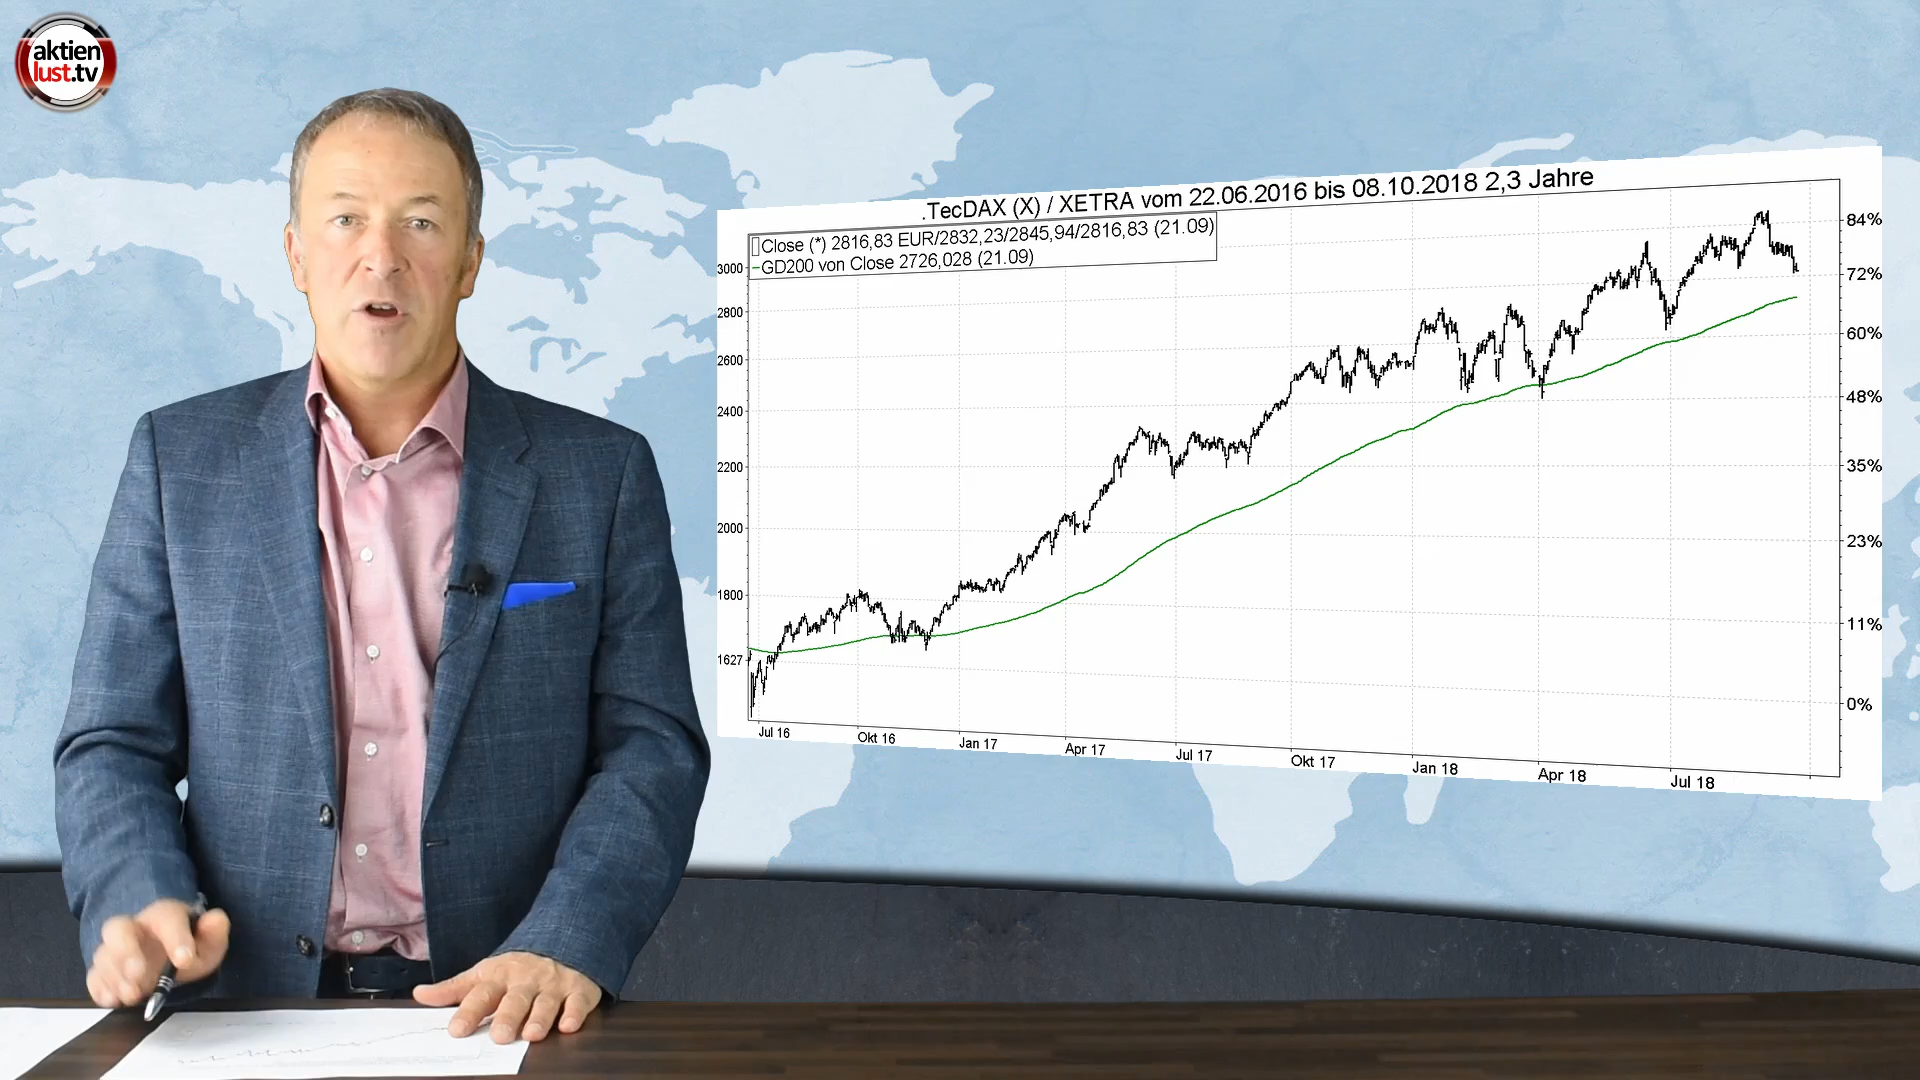 aktien
lust.tv
.TecDAX (X) / XETRA vom 22.06.2016 bis 08.10.2018 2,3 Jahre
Close (*) 2816,83 EUR/2832,23/2845,94/2816,83 (21.09)
GD200 von Close 2726,028 (21.09)
3000
2800
2600
2400
2200
2000
1800
1627
84%
72%
60%
48%
35%
23%
11%
0%
Jul 16
Okt 16
Jan 17
Apr 17
Jul 17
Okt 17
Jan 18
Apr 18
Jul 18